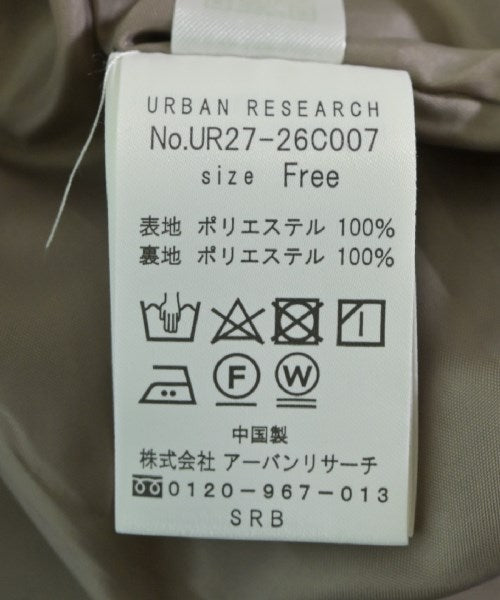 URBAN RESEARCH
No.UR27-26C007
size Free
表地 ポリエステル 100%
裏地 ポリエステル 100%
F W
中国製
株式会社 アーバンリサーチ
0120-967-013
SRB